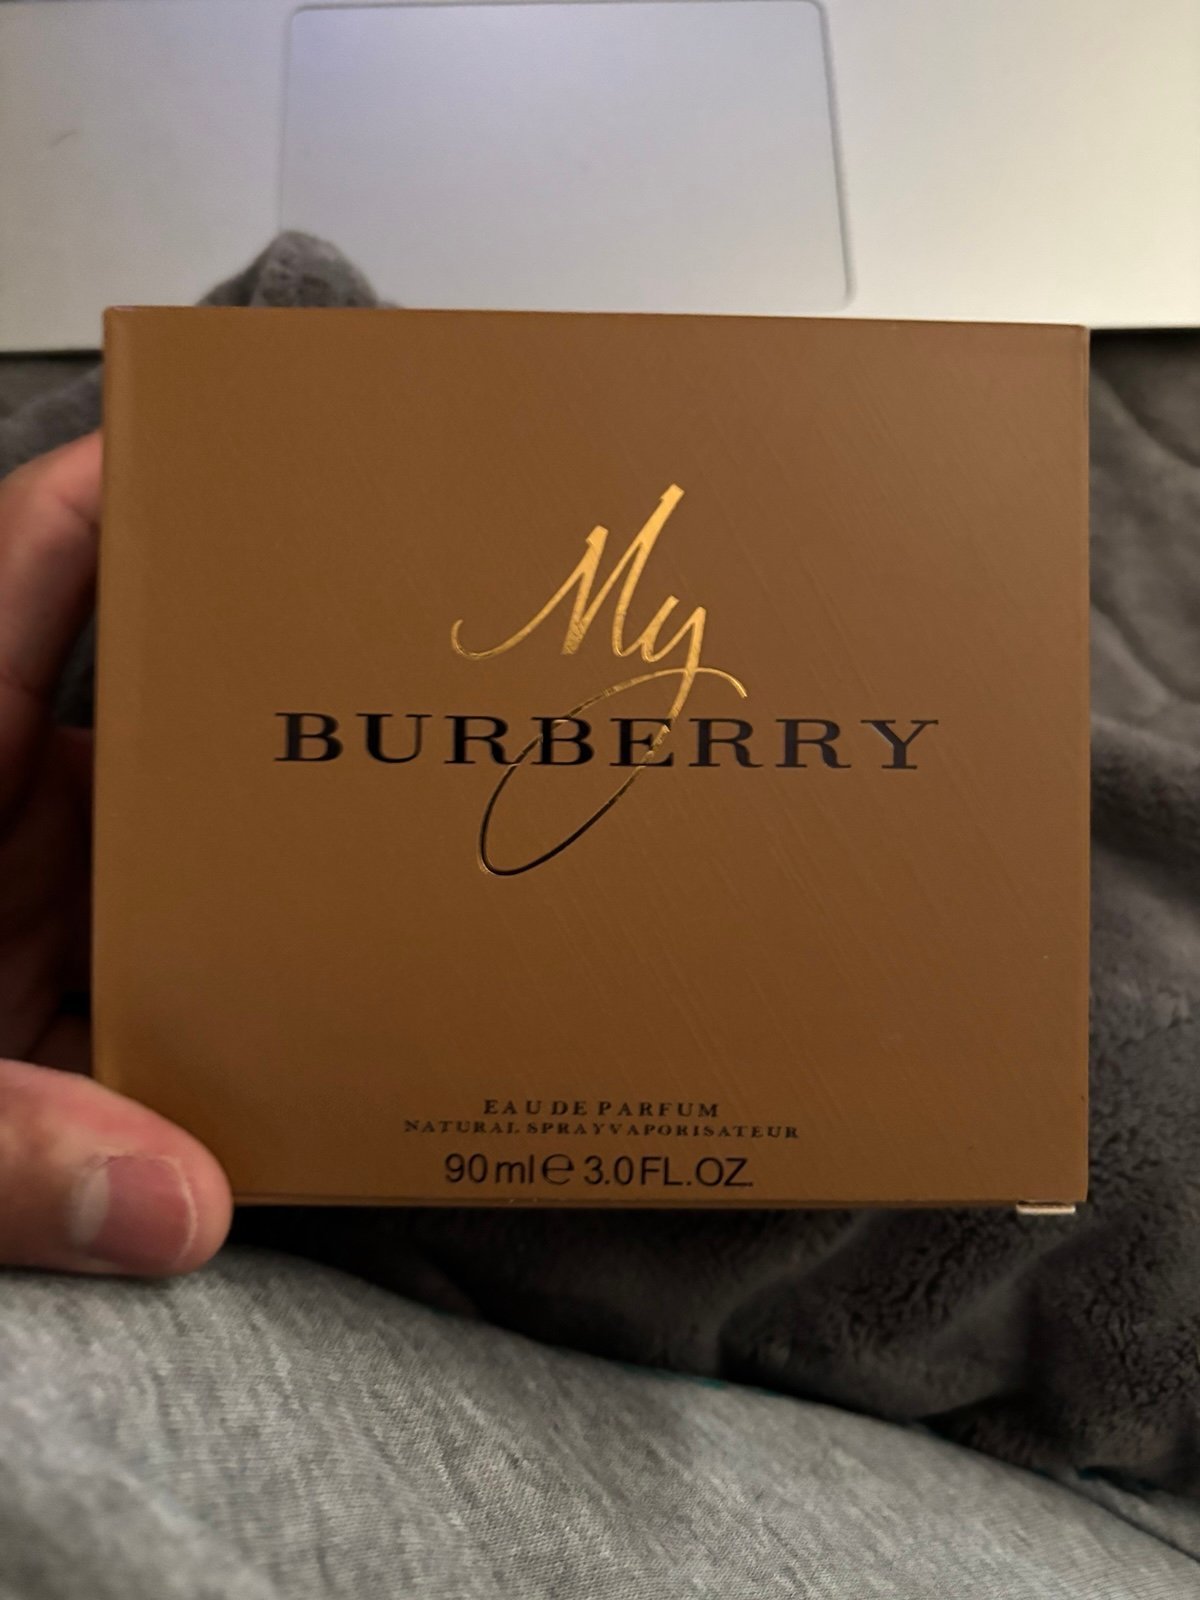 My
BURBERRY
EAU DE PARFUM
NATURAL SPRAYVAPORISATEUR
90ml℮ 3.0FL.OZ.